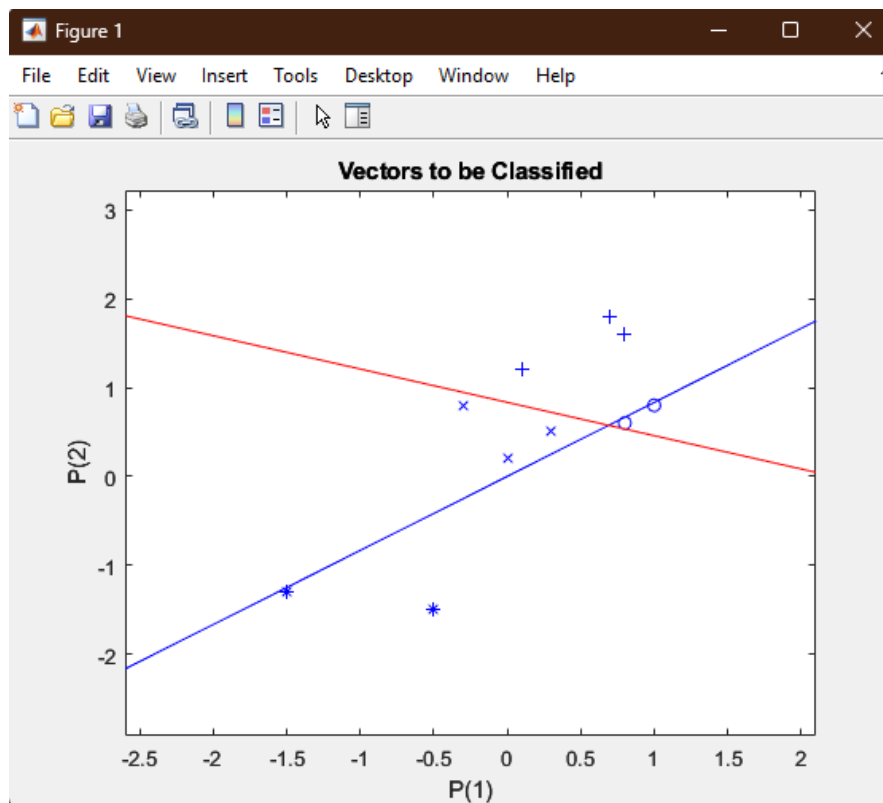 Figure 1
File Edit View Insert Tools Desktop Window Help
Vectors to be Classified
3
2
1
0
-1
-2
P(2)
-2.5 -2 -1.5 -1 -0.5 0 0.5 1 1.5 2
P(1)